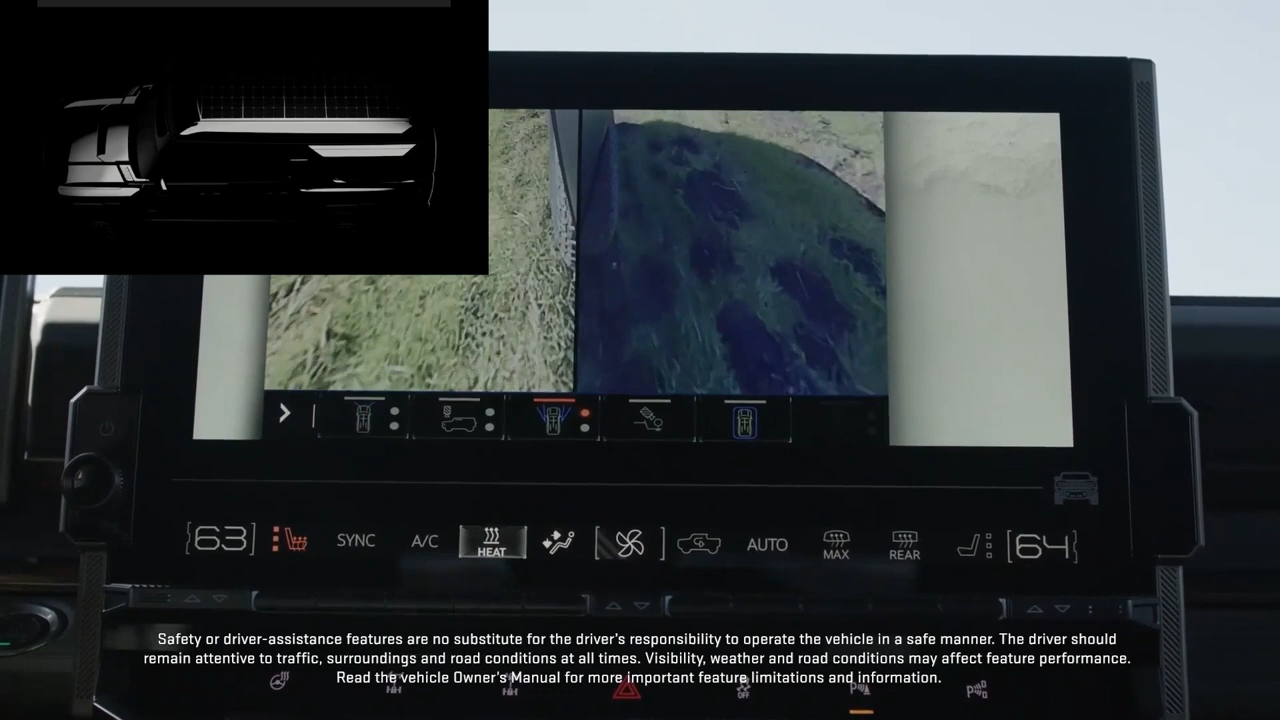 63 SYNC A/C HEAT AUTO MAX REAR 64
Safety or driver-assistance features are no substitute for the driver's responsibility to operate the vehicle in a safe manner. The driver should
remain attentive to traffic, surroundings and road conditions at all times. Visibility, weather and road conditions may affect feature performance.
Read the vehicle Owner's Manual for more important feature limitations and information.
OFF